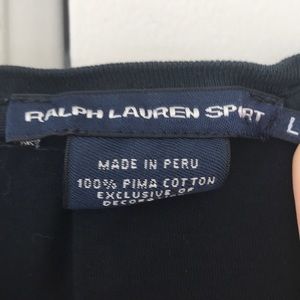 RALPH LAUREN SPORT L
MADE IN PERU
100% PIMA COTTON
EXCLUSIVE OF